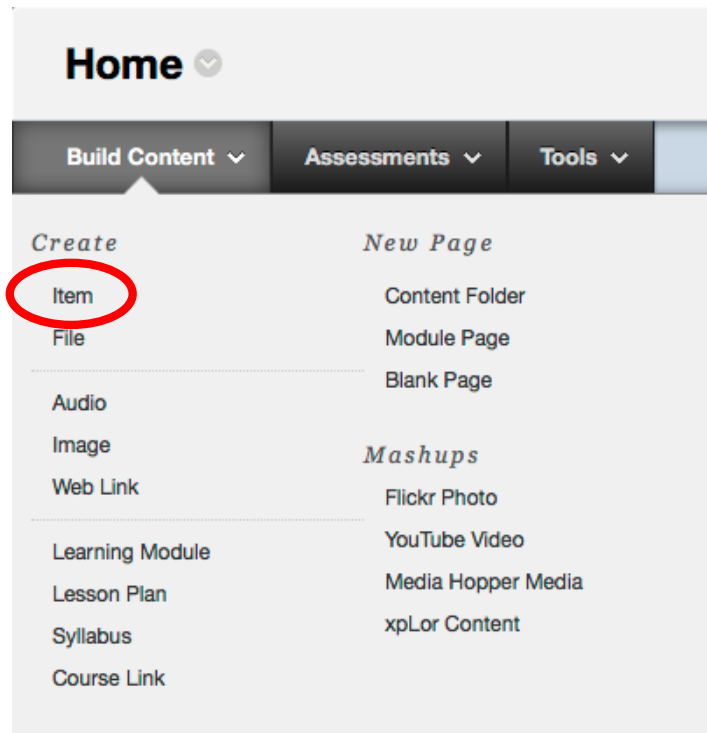 Home
Build Content
Assessments
Tools
Create
Item
File
Audio
Image
Web Link
Learning Module
Lesson Plan
Syllabus
Course Link
New Page
Content Folder
Module Page
Blank Page
Mashups
Flickr Photo
YouTube Video
Media Hopper Media
xpLor Content